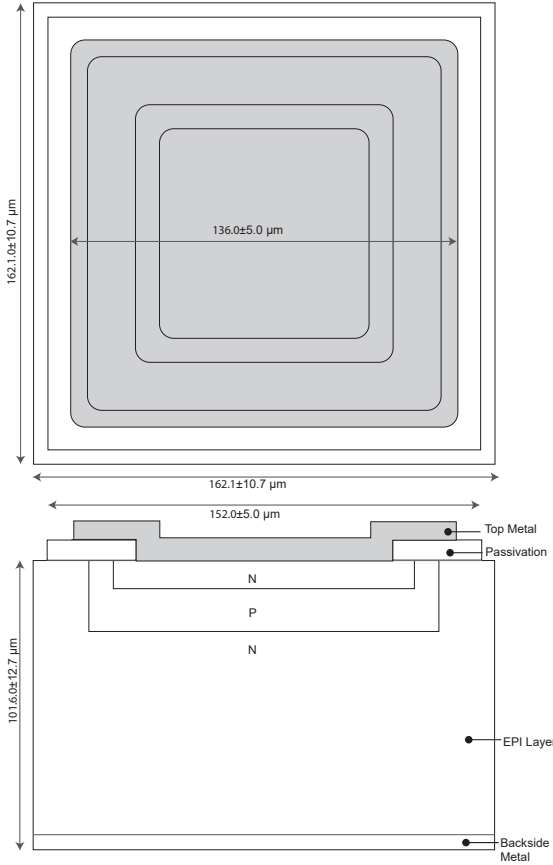 162.1.0±10.7 µm
136.0±5.0 µm
162.1±10.7 µm
152.0±5.0 µm
Top Metal
Passivation
N
P
N
101.6.0±12.7 µm
EPI Layer
Backside
Metal